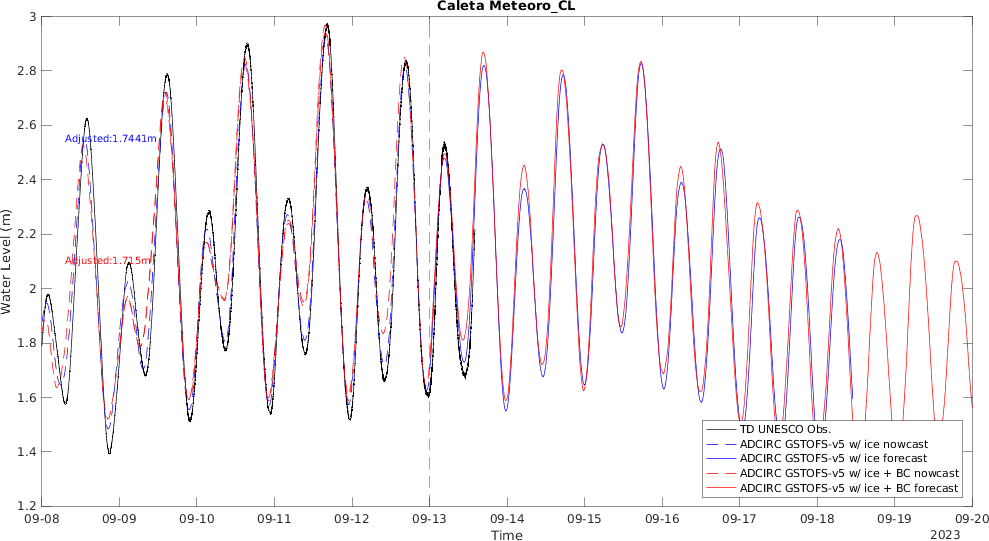 Caleta Meteoro_CL
3
2.8
2.6
2.4
2.2
2
1.8
1.6
1.4
1.2
Water Level (m)
Adjusted:1.7441m
Adjusted:1.715m
TD UNESCO Obs.
ADCIRC GSTOFS-v5 w/ ice nowcast
ADCIRC GSTOFS-v5 w/ ice forecast
ADCIRC GSTOFS-v5 w/ ice + BC nowcast
ADCIRC GSTOFS-v5 w/ ice + BC forecast
09-08 09-09 09-10 09-11 09-12 09-13 09-14 09-15 09-16 09-17 09-18 09-19 09-20
Time
2023